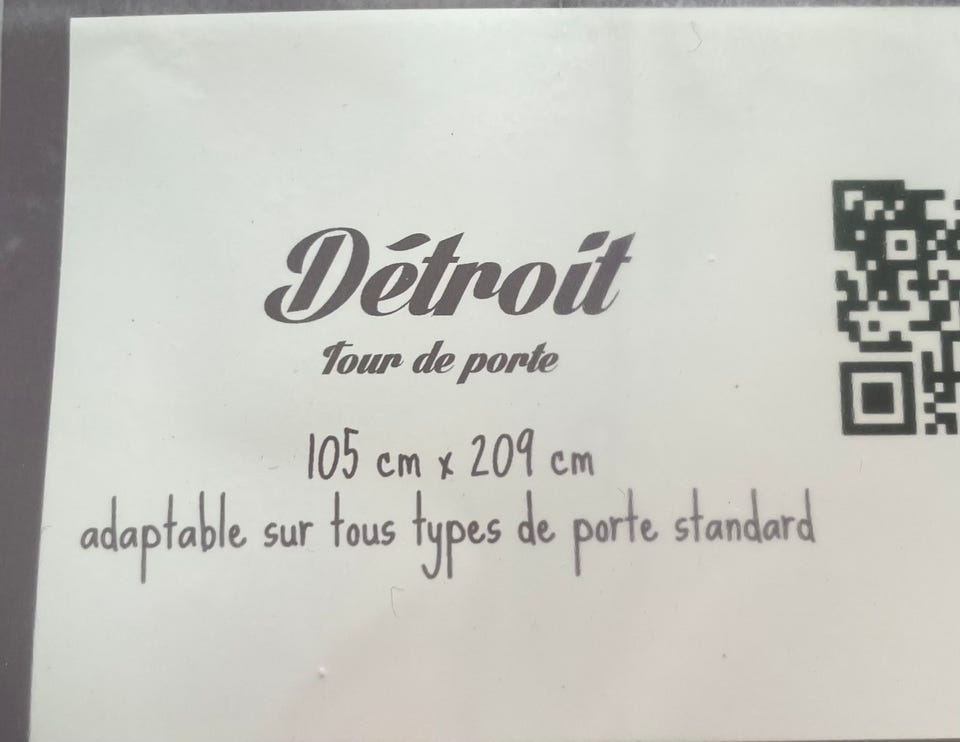 Détroit
Tour de porte
105 cm x 209 cm
adaptable sur tous types de porte standard